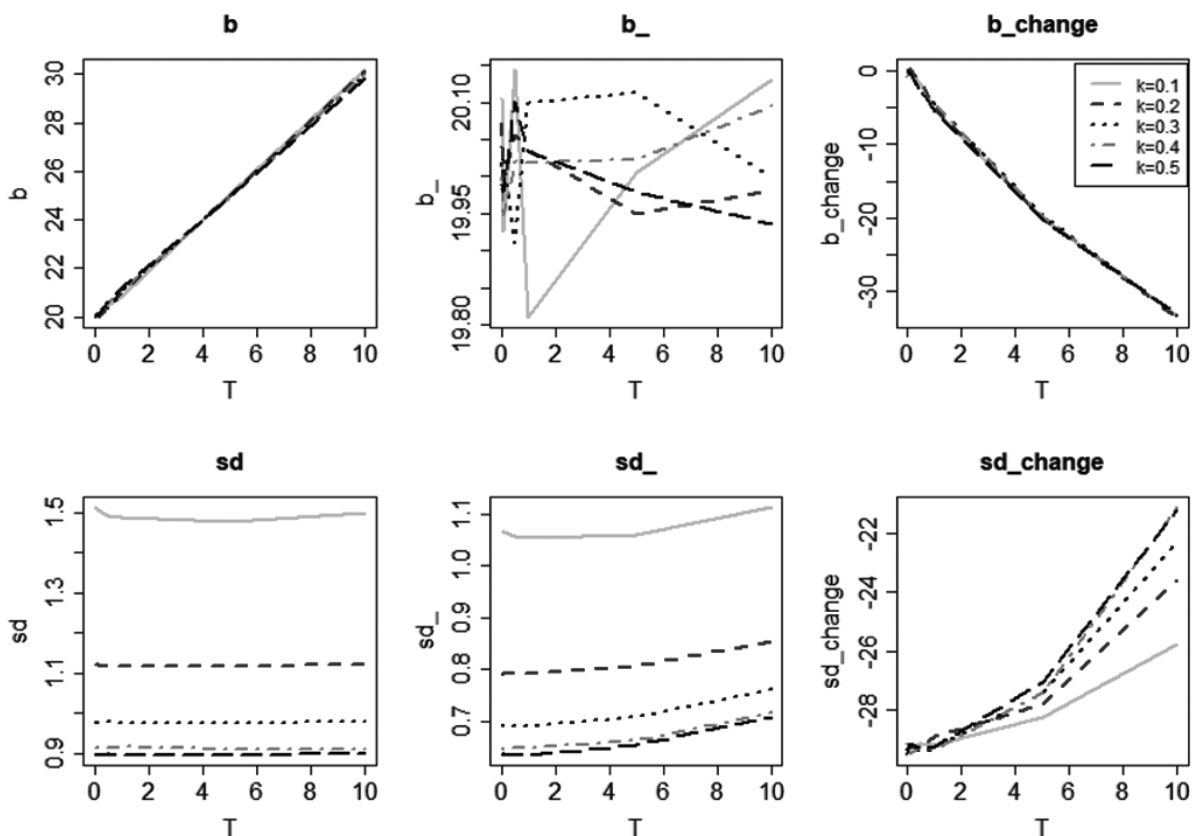 b
b
20 22 24 26 28 30
0 2 4 6 8 10
T
b_
b_
19.80 19.95 20.10
0 2 4 6 8 10
T
b_change
b_change
-30 -20 -10 0
0 2 4 6 8 10
T
k=0.1
k=0.2
k=0.3
k=0.4
k=0.5
sd
sd
0.9 1.1 1.3 1.5
0 2 4 6 8 10
T
sd_
sd_
0.7 0.8 0.9 1.0 1.1
0 2 4 6 8 10
T
sd_change
sd_change
-28 -26 -24 -22
0 2 4 6 8 10
T